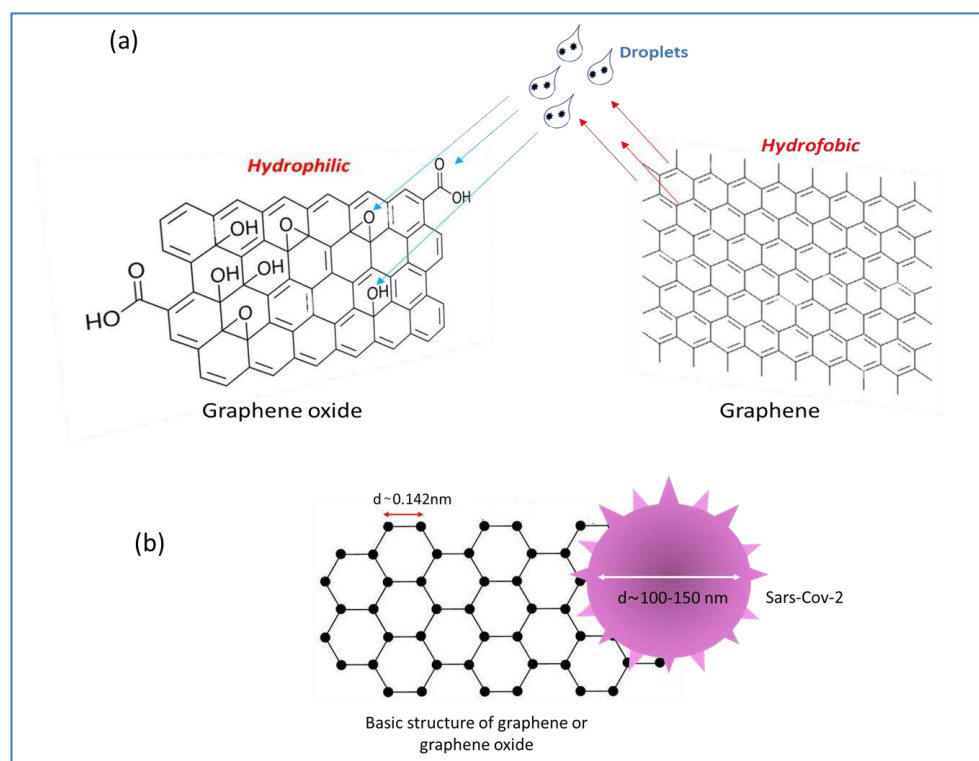 (a)
Droplets
Hydrophilic
Hydrofobic
O
OH
O
O
OH
O
OH
OH
OH
O
HO
O
Graphene oxide
Graphene
(b)
d~0.142nm
d~100-150 nm
Sars-Cov-2
Basic structure of graphene or
graphene oxide